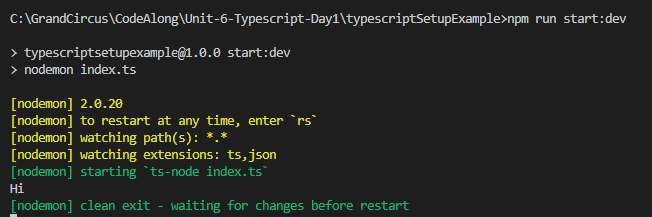 C:\GrandCircus\CodeAlong\Unit-6-Typescript-Day1\typescriptSetupExample>npm run start:dev
> typescriptsetupexample@1.0.0 start:dev
> nodemon index.ts
[nodemon] 2.0.20
[nodemon] to restart at any time, enter `rs`
[nodemon] watching path(s): *.*
[nodemon] watching extensions: ts,json
[nodemon] starting `ts-node index.ts`
Hi
[nodemon] clean exit - waiting for changes before restart